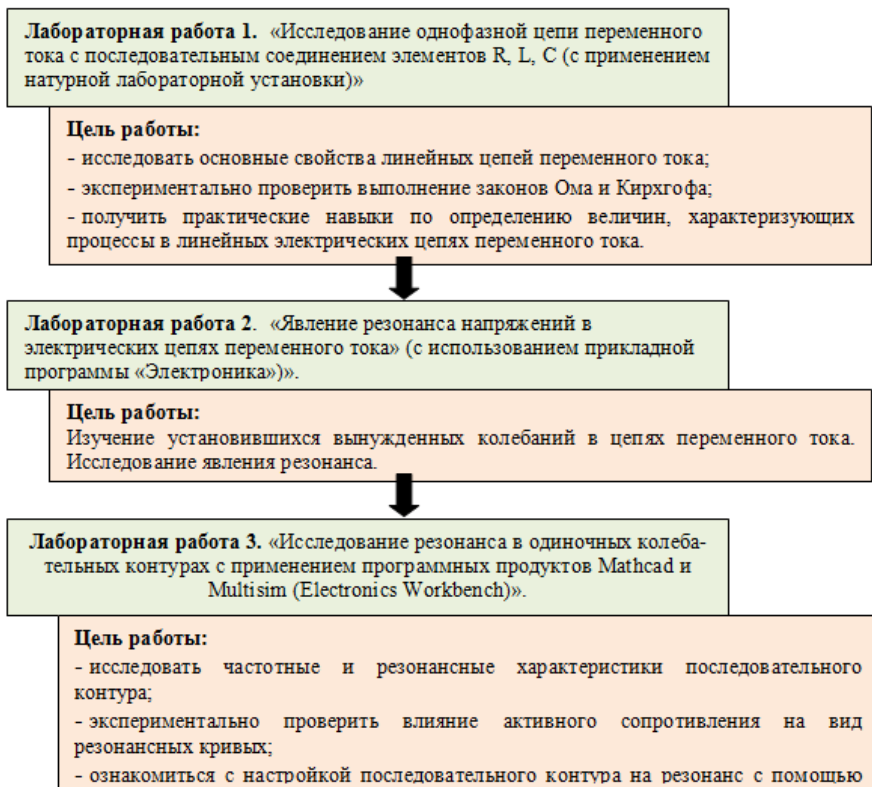 Лабораторная работа 1. «Исследование однофазной цепи переменного
тока с последовательным соединением элементов R, L, C (с применением
натурной лабораторной установки)»
Цель работы:
- исследовать основные свойства линейных цепей переменного тока;
- экспериментально проверить выполнение законов Ома и Кирхгофа;
- получить практические навыки по определению величин, характеризующих
процессы в линейных электрических цепях переменного тока.
Лабораторная работа 2. «Явление резонанса напряжений в
электрических цепях переменного тока» (с использованием прикладной
программы «Электроника»)».
Цель работы:
Изучение установившихся вынужденных колебаний в цепях переменного тока.
Исследование явления резонанса.
Лабораторная работа 3. «Исследование резонанса в одиночных колеба-
тельных контурах с применением программных продуктов Mathcad и
Multisim (Electronics Workbench)».
Цель работы:
- исследовать частотные и резонансные характеристики последовательного
контура;
- экспериментально проверить влияние активного сопротивления на вид
резонансных кривых;
- ознакомиться с настройкой последовательного контура на резонанс с помощью